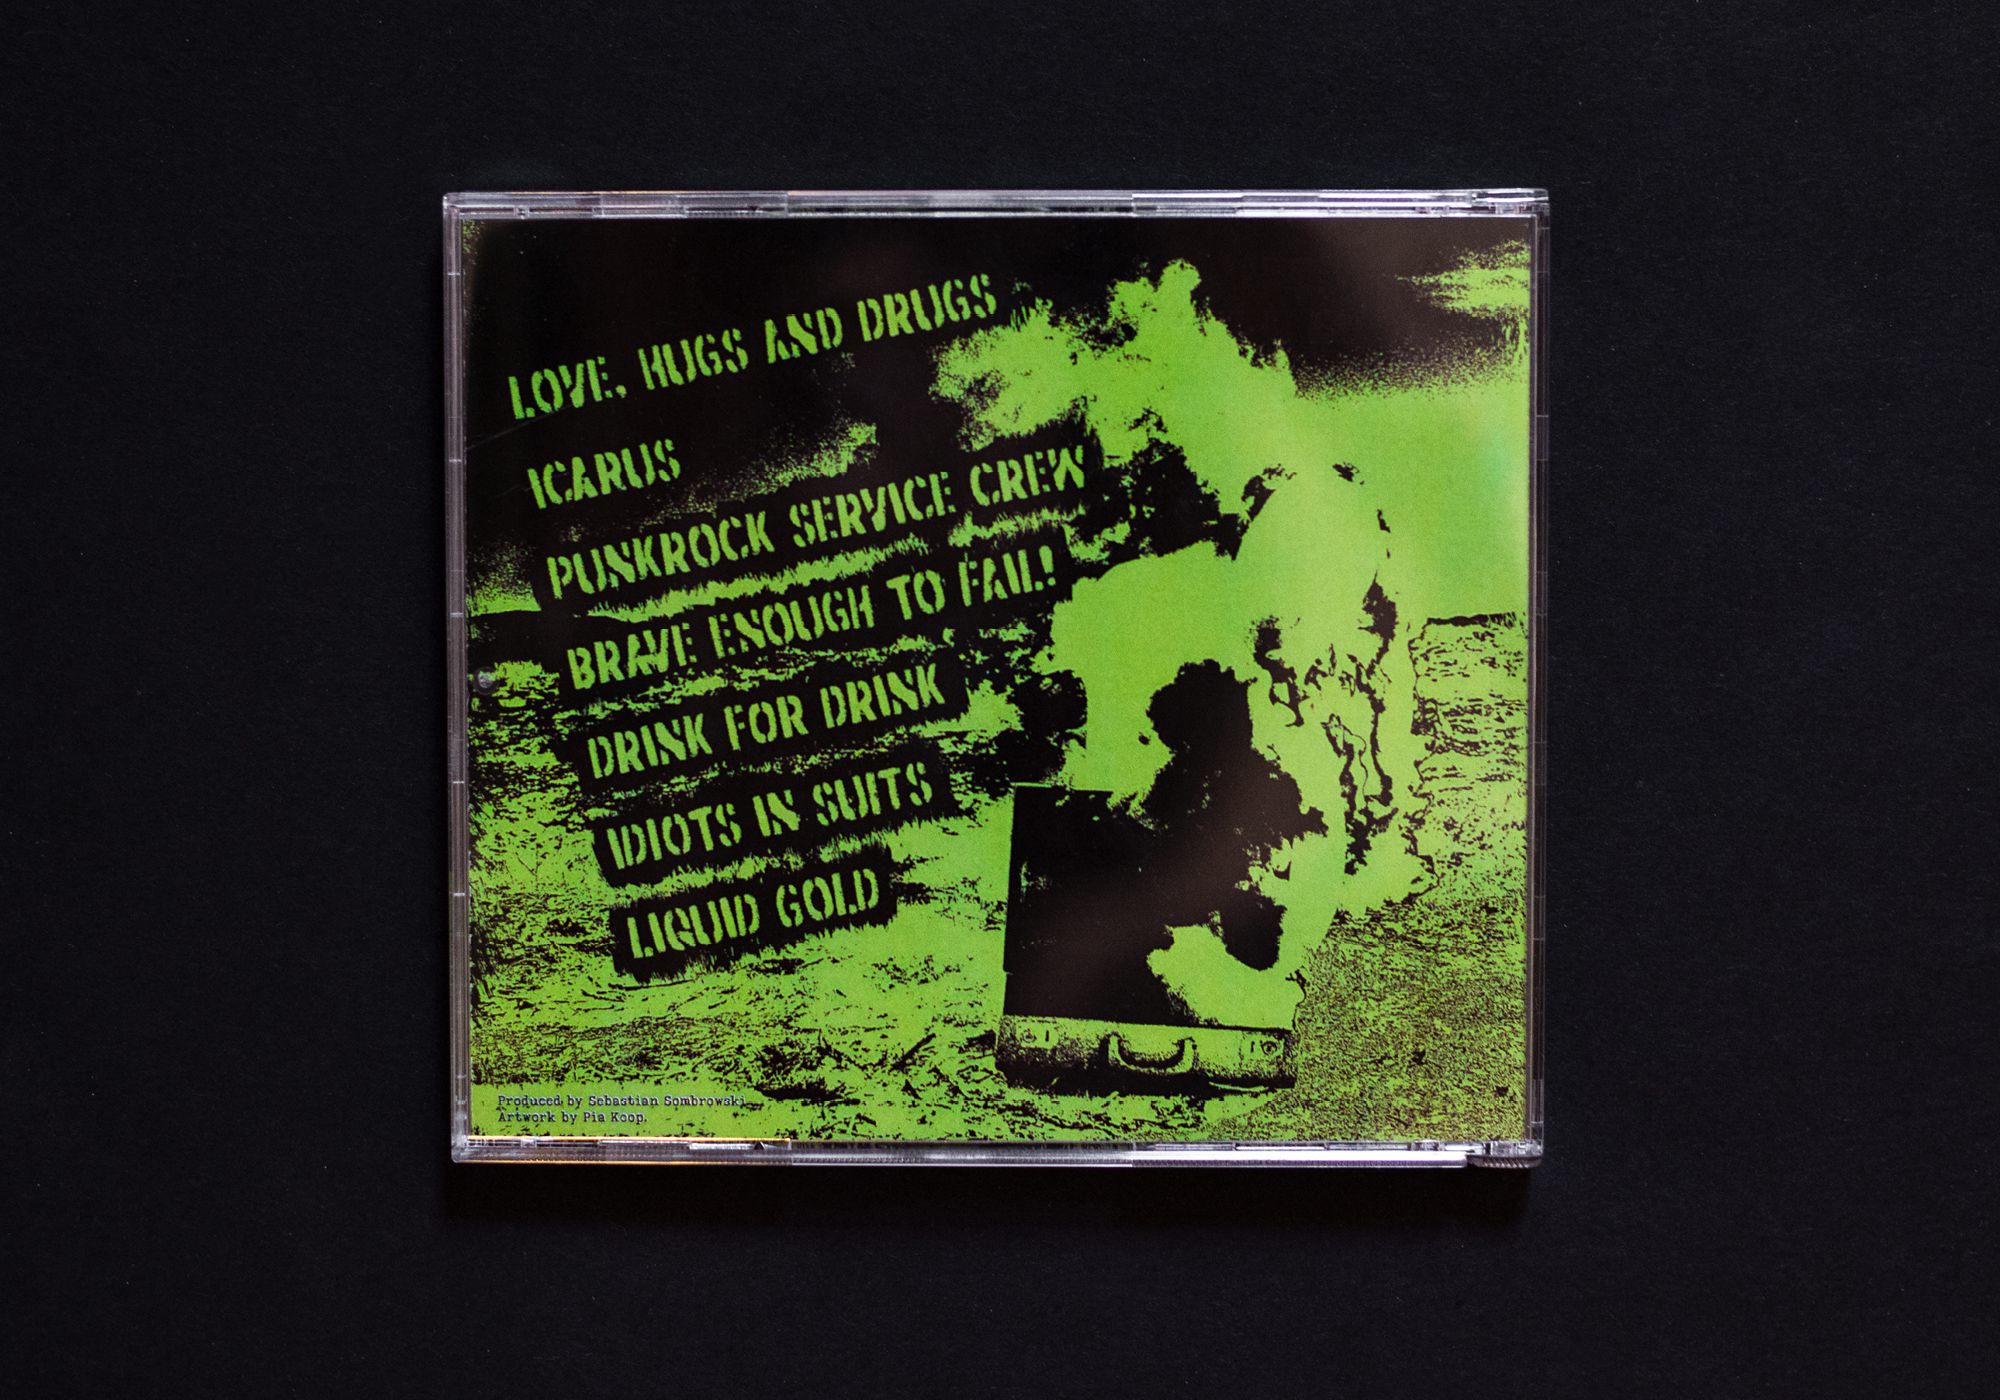 LOVE, HUGS AND DRUGS
ICARUS
PUNKROCK SERVICE CREW
BRAVE ENOUGH TO FAIL!
DRINK FOR DRINK
IDIOTS IN SUITS
LIQUID GOLD
Produced by Sebastian Sombrowski
Artwork by Pia Koop.